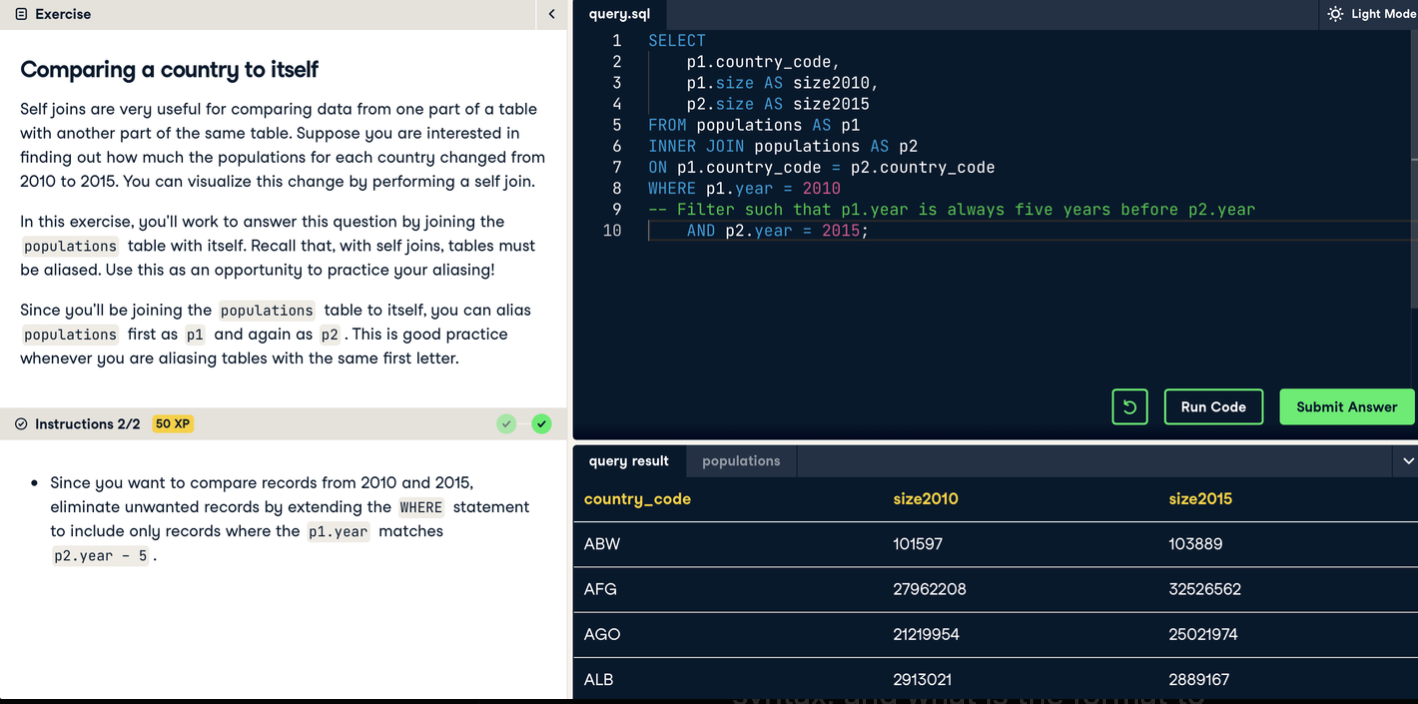 Exercise
Comparing a country to itself
Self joins are very useful for comparing data from one part of a table
with another part of the same table. Suppose you are interested in
finding out how much the populations for each country changed from
2010 to 2015. You can visualize this change by performing a self join.
In this exercise, you'll work to answer this question by joining the
populations table with itself. Recall that, with self joins, tables must
be aliased. Use this as an opportunity to practice your aliasing!
Since you'll be joining the populations table to itself, you can alias
populations first as p1 and again as p2 . This is good practice
whenever you are aliasing tables with the same first letter.
Instructions 2/2 50 XP
• Since you want to compare records from 2010 and 2015,
eliminate unwanted records by extending the WHERE statement
to include only records where the p1.year matches
p2.year - 5 .
query.sql
Light Mode
1 SELECT
2 p1.country_code,
3 p1.size AS size2010,
4 p2.size AS size2015
5 FROM populations AS p1
6 INNER JOIN populations AS p2
7 ON p1.country_code = p2.country_code
8 WHERE p1.year = 2010
9 -- Filter such that p1.year is always five years before p2.year
10 AND p2.year = 2015;
Run Code
Submit Answer
query result
populations
country_code size2010 size2015
ABW 101597 103889
AFG 27962208 32526562
AGO 21219954 25021974
ALB 2913021 2889167